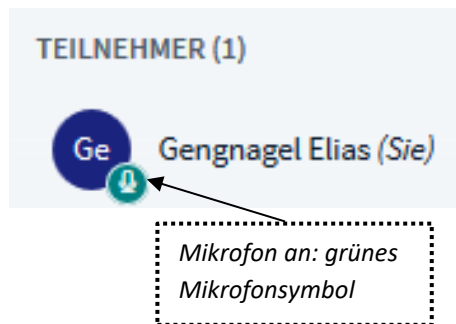 TEILNEHMER (1)
Ge
Gengnagel Elias (Sie)
Mikrofon an: grünes
Mikrofonsymbol